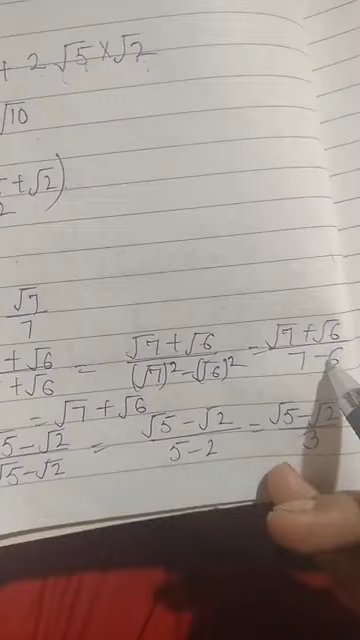 + 2√5 × √7
√10
+ √2)
2
√7/7
+ √6 / + √6 = (√7 + √6)/((√7)² − (√6)²) = (√7 + √6)/(7 − 6)
= √7 + √6
5 − √2 / √5 − √2 = (√5 − √2)/(5 − 2) = (√5 − √2)/3